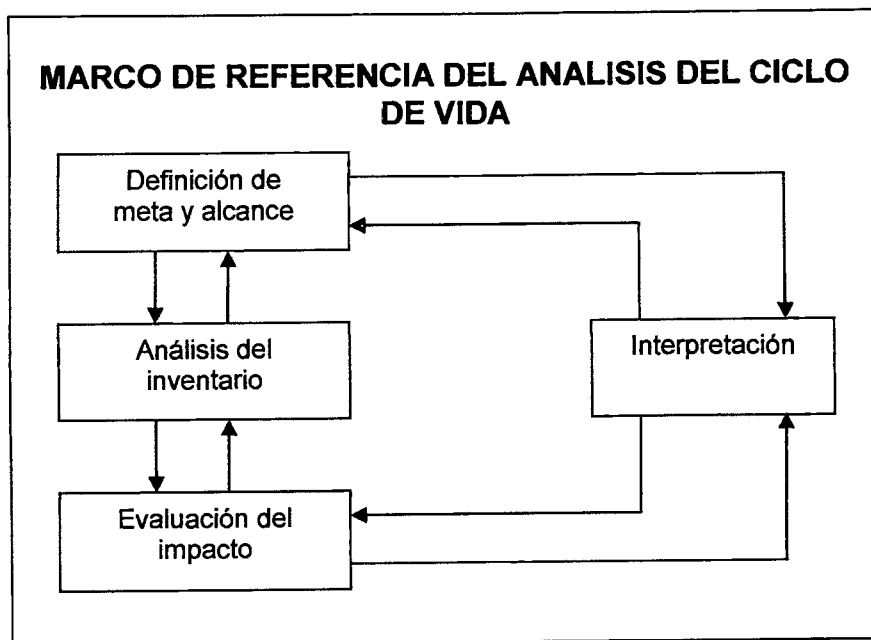 MARCO DE REFERENCIA DEL ANALISIS DEL CICLO
DE VIDA
Definición de
meta y alcance
Análisis del
inventario
Interpretación
Evaluación del
impacto